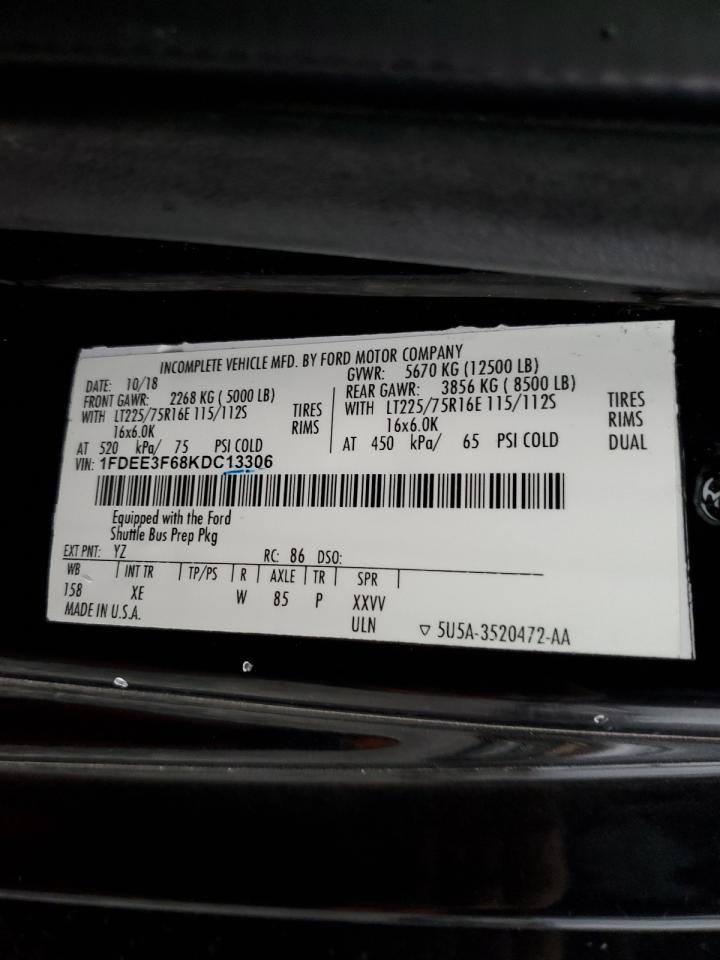 INCOMPLETE VEHICLE MFD. BY FORD MOTOR COMPANY
DATE: 10/18 GVWR: 5670 KG (12500 LB)
FRONT GAWR: 2268 KG ( 5000 LB) REAR GAWR: 3856 KG ( 8500 LB)
WITH LT225/75R16E 115/112S TIRES WITH LT225/75R16E 115/112S TIRES
16x6.0K RIMS 16x6.0K RIMS
AT 520 kPa/ 75 PSI COLD AT 450 kPa/ 65 PSI COLD DUAL
VIN: 1FDEE3F68KDC13306
Equipped with the Ford
Shuttle Bus Prep Pkg
EXT PNT: YZ RC: 86 DSO:
WB INT TR TP/PS R AXLE TR SPR
158 XE W 85 P XXVV
MADE IN U.S.A. ULN ▽ 5U5A-3520472-AA